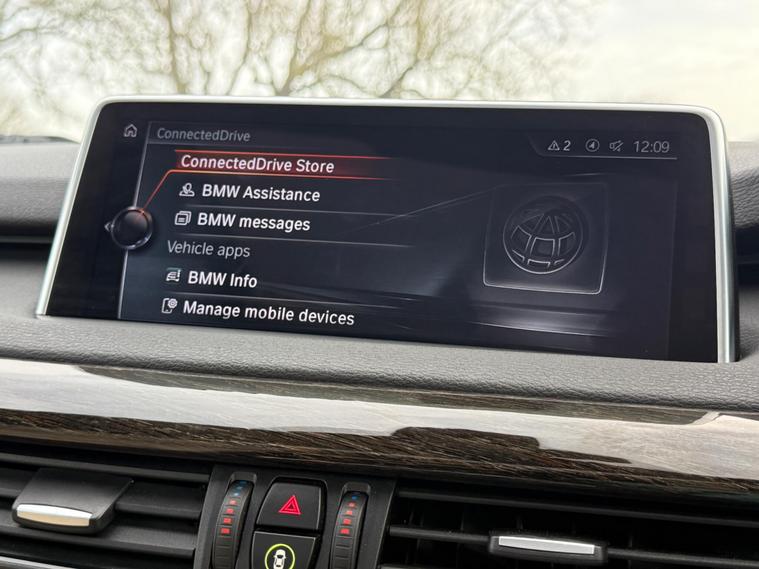 ConnectedDrive
2 12:09
ConnectedDrive Store
BMW Assistance
BMW messages
Vehicle apps
BMW Info
Manage mobile devices